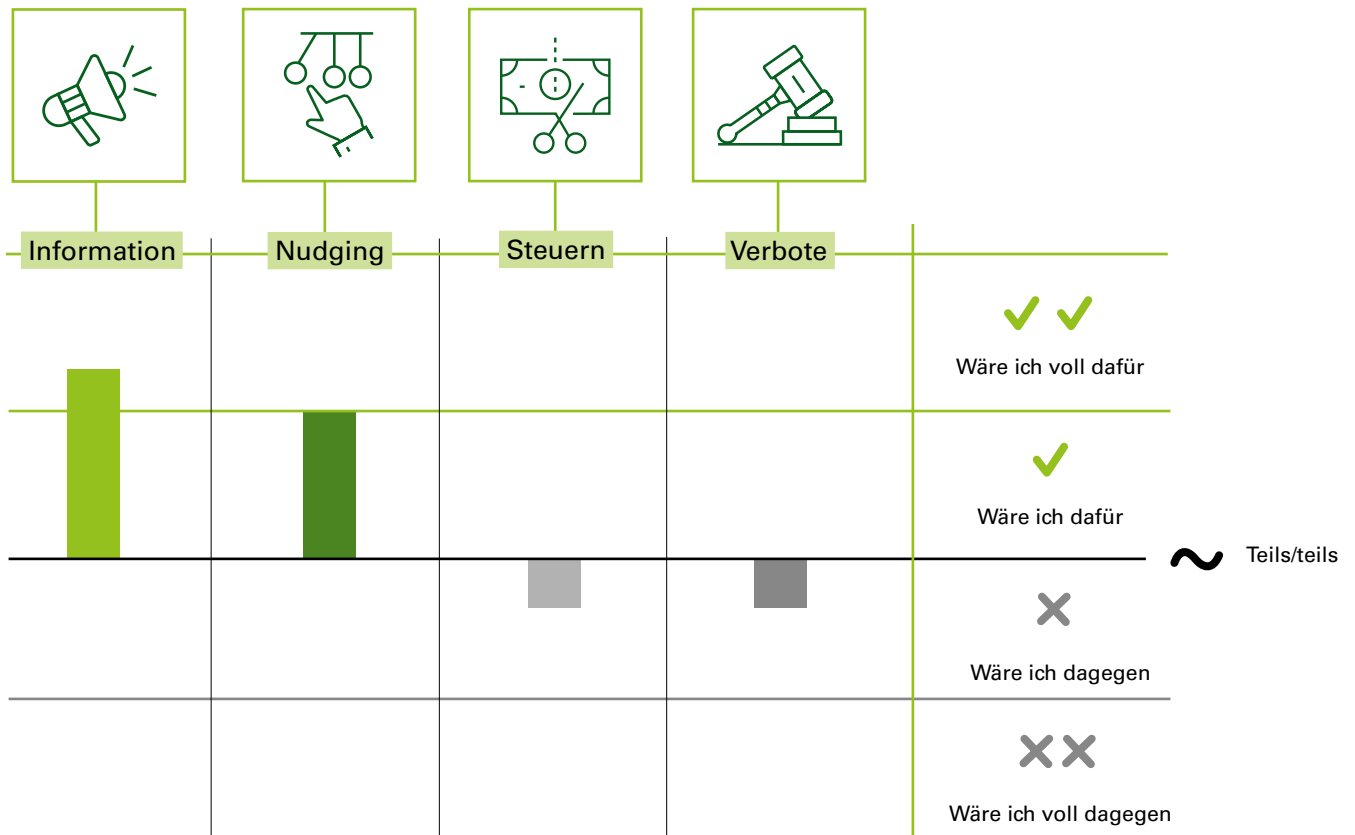 Information
Nudging
Steuern
Verbote
Wäre ich voll dafür
Wäre ich dafür
Teils/teils
Wäre ich dagegen
Wäre ich voll dagegen